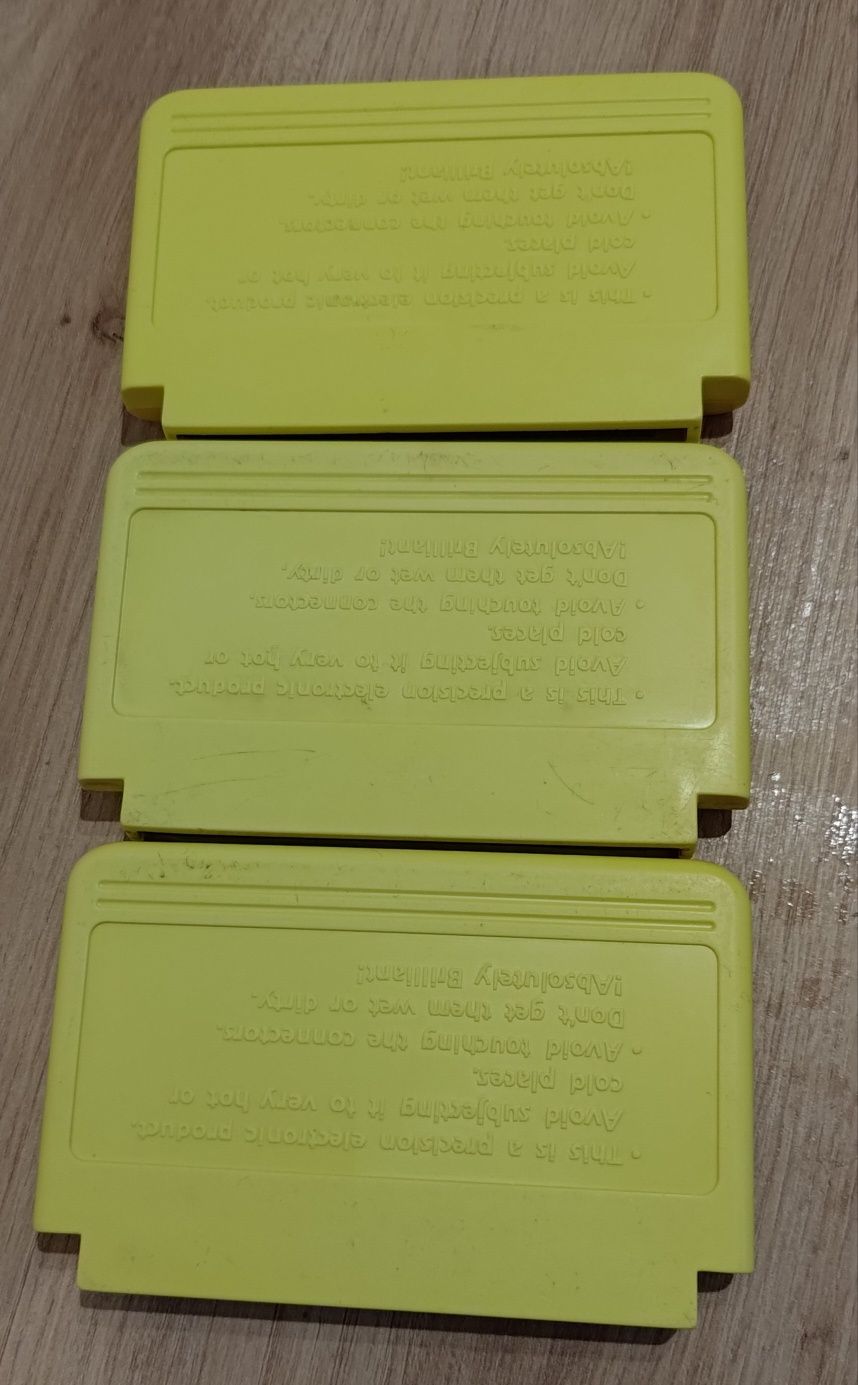 • This is a precision electronic product.
Avoid subjecting it to very hot or
cold places.
• Avoid touching the connectors.
Don't get them wet or dirty.
!Absolutely Brilliant!
• This is a precision electronic product.
Avoid subjecting it to very hot or
cold places.
• Avoid touching the connectors.
Don't get them wet or dirty.
!Absolutely Brilliant!
• This is a precision electronic product.
Avoid subjecting it to very hot or
cold places.
• Avoid touching the connectors.
Don't get them wet or dirty.
!Absolutely Brilliant!